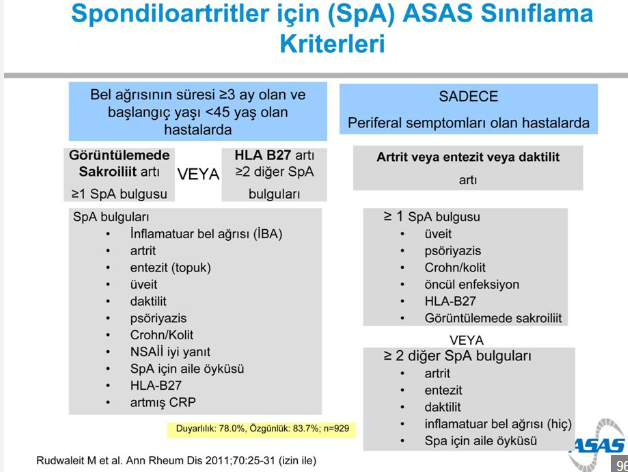 Spondiloartritler için (SpA) ASAS Sınıflama
Kriterleri
Bel ağrısının süresi ≥3 ay olan ve
başlangıç yaşı <45 yaş olan
hastalarda
Görüntülemede
Sakroiliit artı
≥1 SpA bulgusu
VEYA
HLA B27 artı
≥2 diğer SpA
bulguları
SpA bulguları
• İnflamatuar bel ağrısı (İBA)
• artrit
• entezit (topuk)
• üveit
• daktilit
• psöriyazis
• Crohn/Kolit
• NSAİİ iyi yanıt
• SpA için aile öyküsü
• HLA-B27
• artmış CRP
SADECE
Periferal semptomları olan hastalarda
Artrit veya entezit veya daktilit
artı
≥ 1 SpA bulgusu
• üveit
• psöriyazis
• Crohn/kolit
• öncül enfeksiyon
• HLA-B27
• Görüntülemede sakroiliit
VEYA
≥ 2 diğer SpA bulguları
• artrit
• entezit
• daktilit
• inflamatuar bel ağrısı (hiç)
• Spa için aile öyküsü
Duyarlılık: 78.0%, Özgünlük: 83.7%; n=929
Rudwaleit M et al. Ann Rheum Dis 2011;70:25-31 (izin ile)
ASAS
96